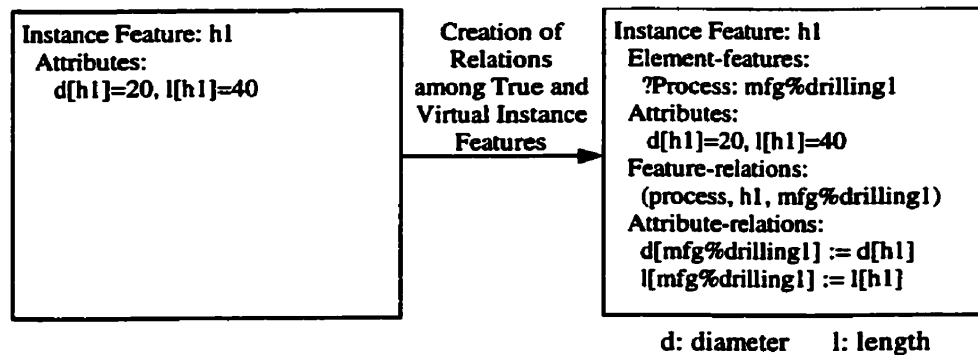 Instance Feature: h1
Attributes:
d[h1]=20, l[h1]=40
Creation of
Relations
among True and
Virtual Instance
Features
Instance Feature: h1
Element-features:
?Process: mfg%drilling1
Attributes:
d[h1]=20, l[h1]=40
Feature-relations:
(process, h1, mfg%drilling1)
Attribute-relations:
d[mfg%drilling1] := d[h1]
l[mfg%drilling1] := l[h1]
d: diameter l: length